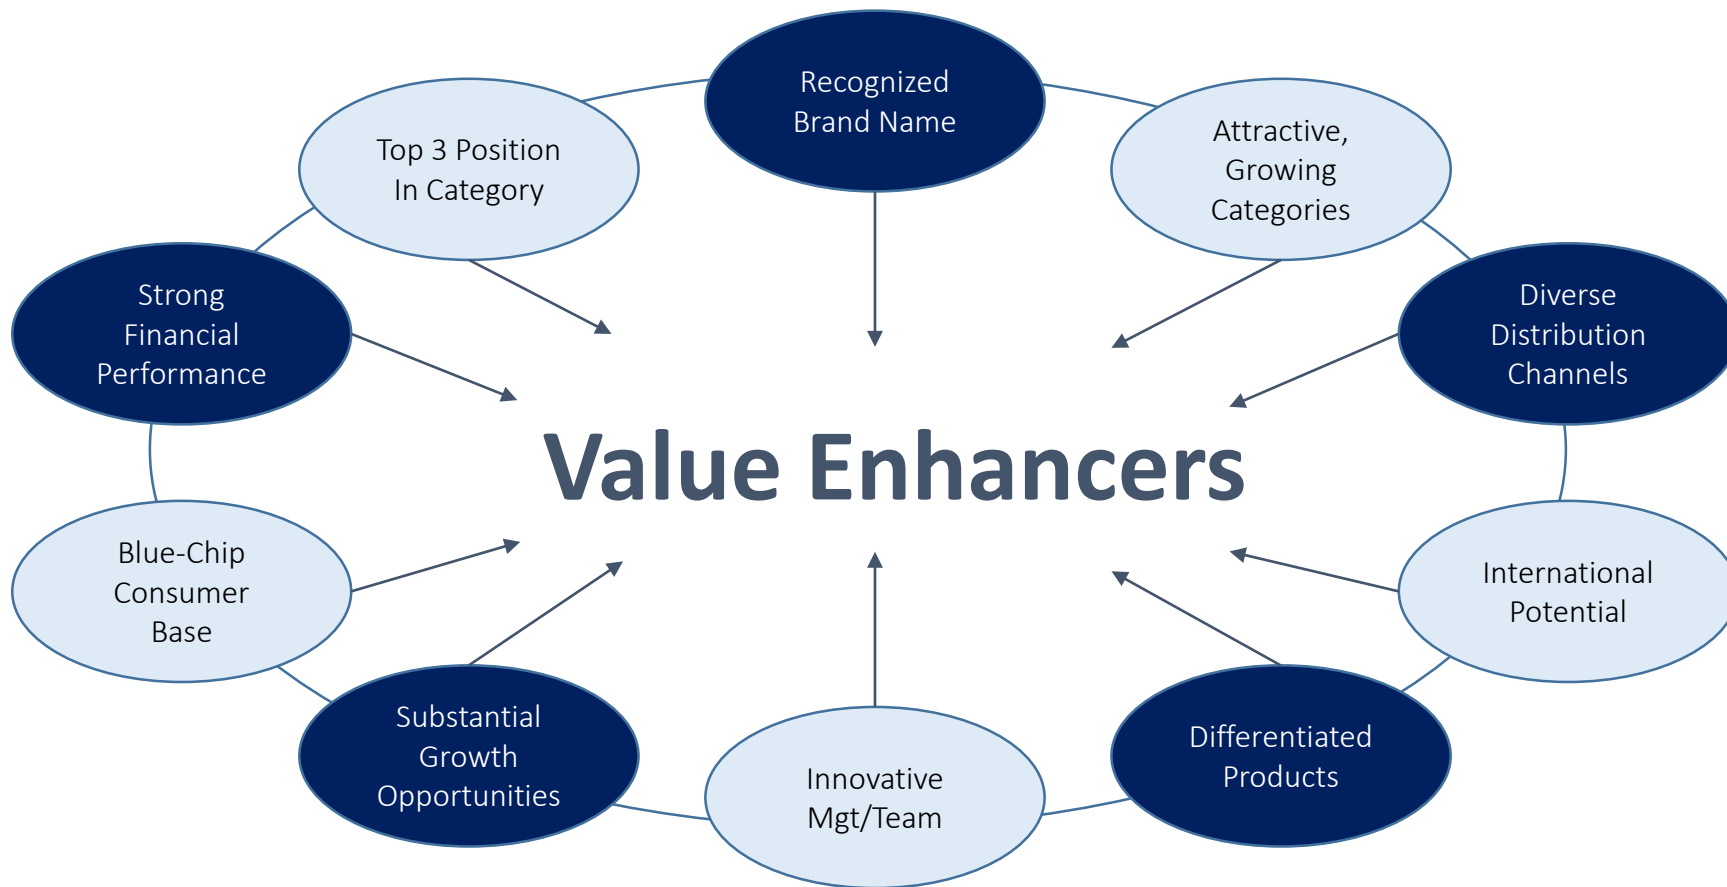 Recognized
Brand Name
Top 3 Position
In Category
Attractive,
Growing
Categories
Strong
Financial
Performance
Diverse
Distribution
Channels
Value Enhancers
Blue-Chip
Consumer
Base
International
Potential
Substantial
Growth
Opportunities
Differentiated
Products
Innovative
Mgt/Team